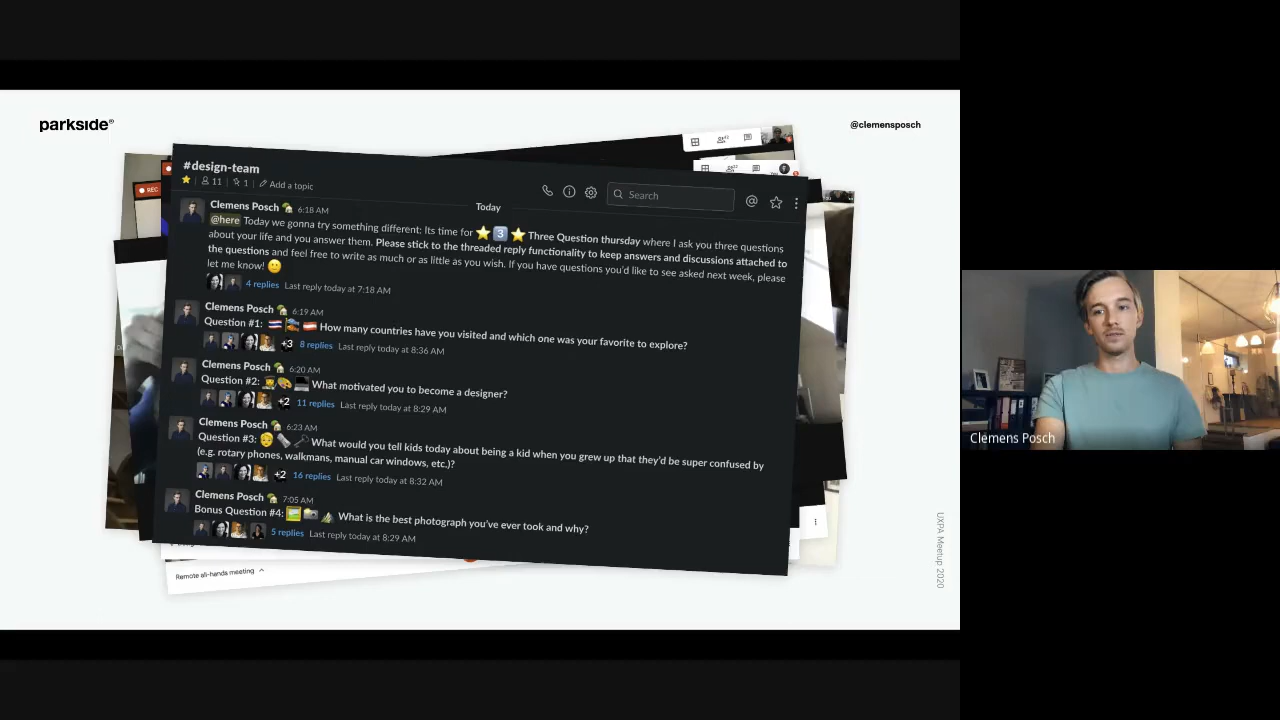 parkside®
@clemensposch
REC
#design-team
11 | 1 | Add a topic
Search
Today
Clemens Posch 6:18 AM
@here Today we gonna try something different: Its time for ⭐ 3️⃣ ⭐ Three Question thursday where I ask you three questions
about your life and you answer them. Please stick to the threaded reply functionality to keep answers and discussions attached to
the questions and feel free to write as much or as little as you wish. If you have questions you'd like to see asked next week, please
let me know!
4 replies Last reply today at 7:18 AM
Clemens Posch 6:19 AM
Question #1: How many countries have you visited and which one was your favorite to explore?
+3 8 replies Last reply today at 8:36 AM
Clemens Posch 6:20 AM
Question #2: What motivated you to become a designer?
+2 11 replies Last reply today at 8:29 AM
Clemens Posch 6:23 AM
Question #3: What would you tell kids today about being a kid when you grew up that they'd be super confused by
(e.g. rotary phones, walkmans, manual car windows, etc.)?
+2 16 replies Last reply today at 8:32 AM
Clemens Posch 7:05 AM
Bonus Question #4: What is the best photograph you've ever took and why?
5 replies Last reply today at 8:29 AM
Remote all-hands meeting
UXPA Meetup 2020
Clemens Posch